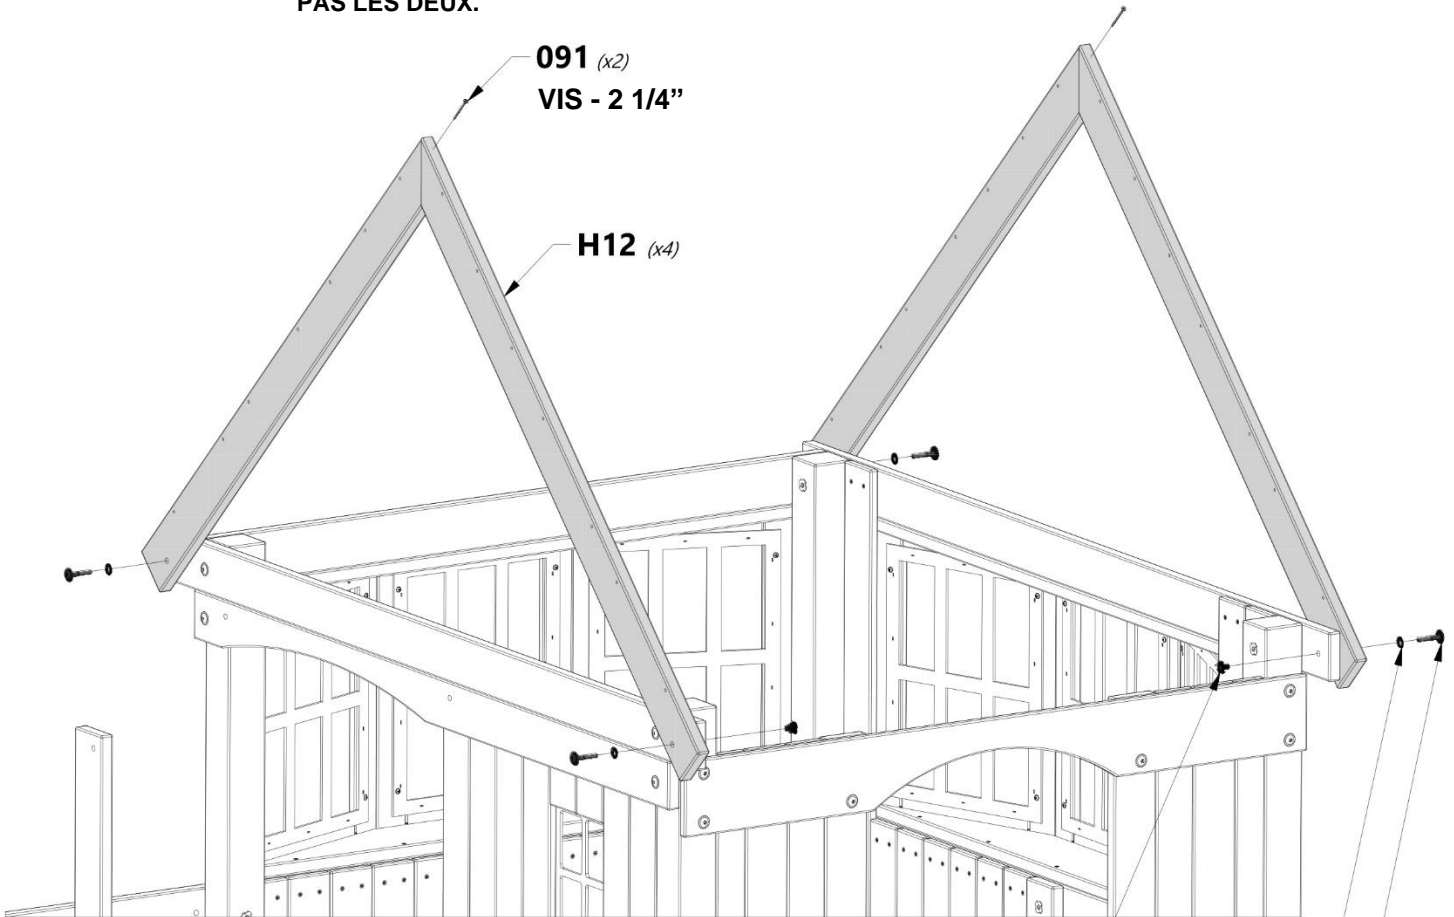 PAS LES DEUX.
091 (x2)
VIS - 2 1/4”
H12 (x4)